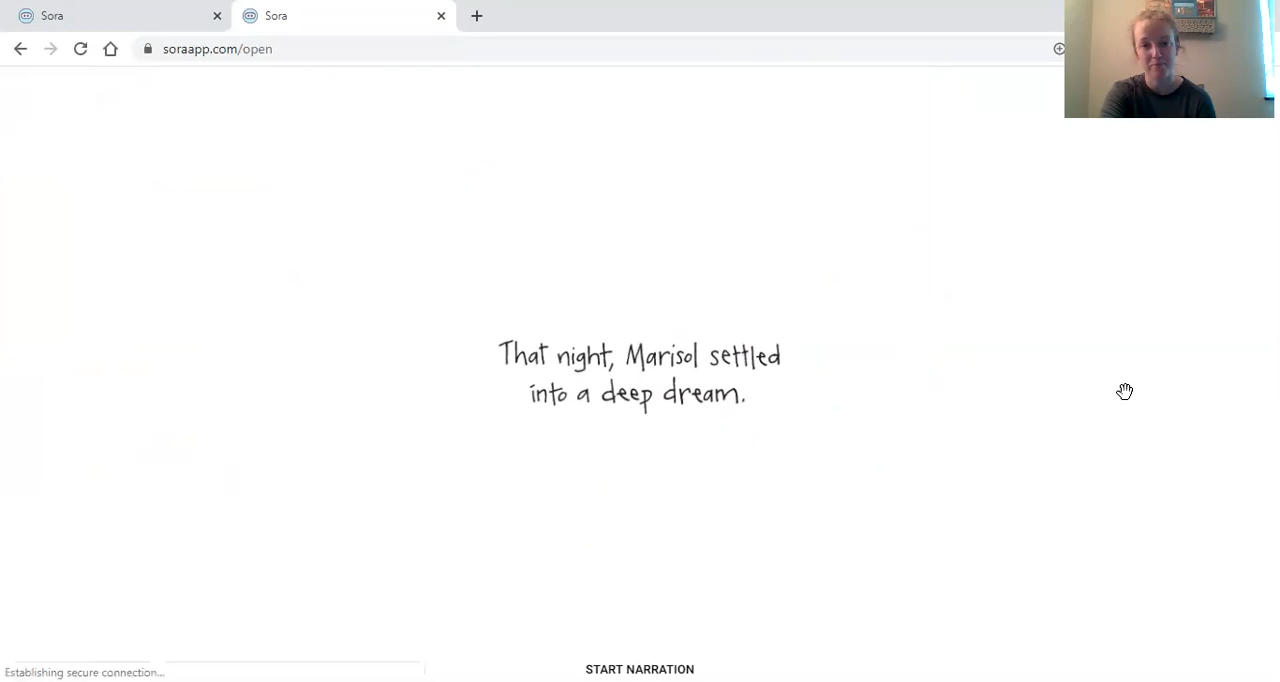 Sora
Sora
soraapp.com/open
That night, Marisol settled
into a deep dream.
START NARRATION
Establishing secure connection...